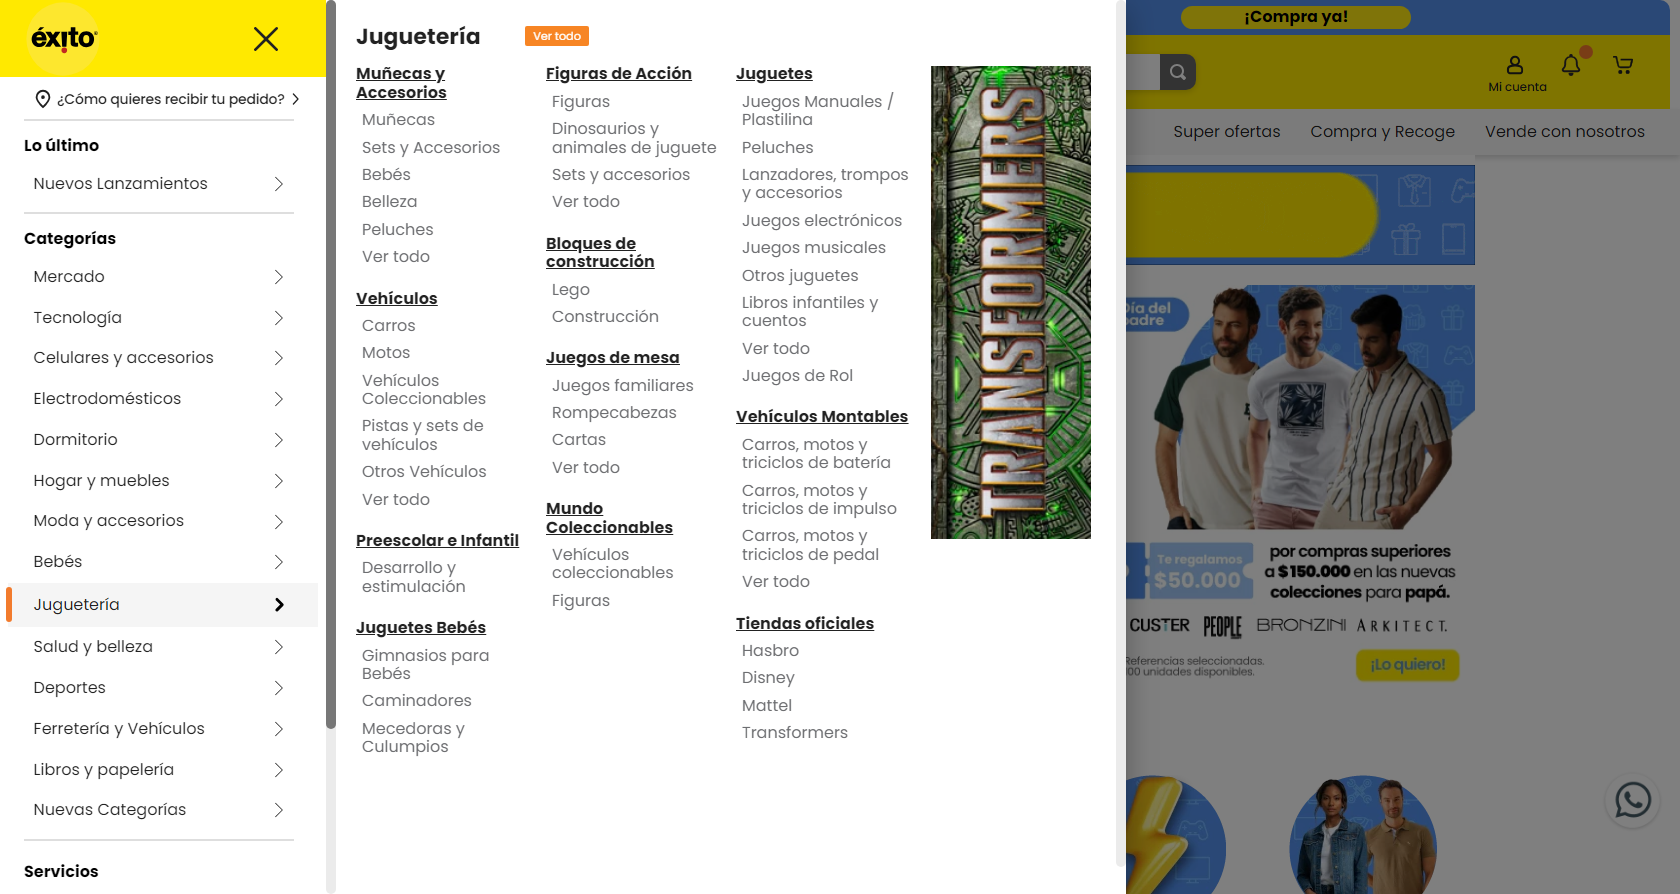 éxito
¿Cómo quieres recibir tu pedido?
Lo último
Nuevos Lanzamientos
Categorías
Mercado
Tecnología
Celulares y accesorios
Electrodomésticos
Dormitorio
Hogar y muebles
Moda y accesorios
Bebés
Juguetería
Salud y belleza
Deportes
Ferretería y Vehículos
Libros y papelería
Nuevas Categorías
Servicios
Juguetería
Ver todo
Muñecas y
Accesorios
Muñecas
Sets y Accesorios
Bebés
Belleza
Peluches
Ver todo
Vehículos
Carros
Motos
Vehículos
Coleccionables
Pistas y sets de
vehículos
Otros Vehículos
Ver todo
Preescolar e Infantil
Desarrollo y
estimulación
Juguetes Bebés
Gimnasios para
Bebés
Caminadores
Mecedoras y
Culumpios
Figuras de Acción
Figuras
Dinosaurios y
animales de juguete
Sets y accesorios
Ver todo
Bloques de
construcción
Lego
Construcción
Juegos de mesa
Juegos familiares
Rompecabezas
Cartas
Ver todo
Mundo
Coleccionables
Vehículos
coleccionables
Figuras
Juguetes
Juegos Manuales /
Plastilina
Peluches
Lanzadores, trompos
y accesorios
Juegos electrónicos
Juegos musicales
Otros juguetes
Libros infantiles y
cuentos
Ver todo
Juegos de Rol
Vehículos Montables
Carros, motos y
triciclos de batería
Carros, motos y
triciclos de impulso
Carros, motos y
triciclos de pedal
Ver todo
Tiendas oficiales
Hasbro
Disney
Mattel
Transformers
TRANSFORMERS
¡Compra ya!
Mi cuenta
Super ofertas
Compra y Recoge
Vende con nosotros
Día del
padre
Te regalamos
$50.000
por compras superiores
a $150.000 en las nuevas
colecciones para papá.
CUSTER PEOPLE BRONZINI ARKITECT.
Referencias seleccionadas.
00 unidades disponibles.
¡Lo quiero!